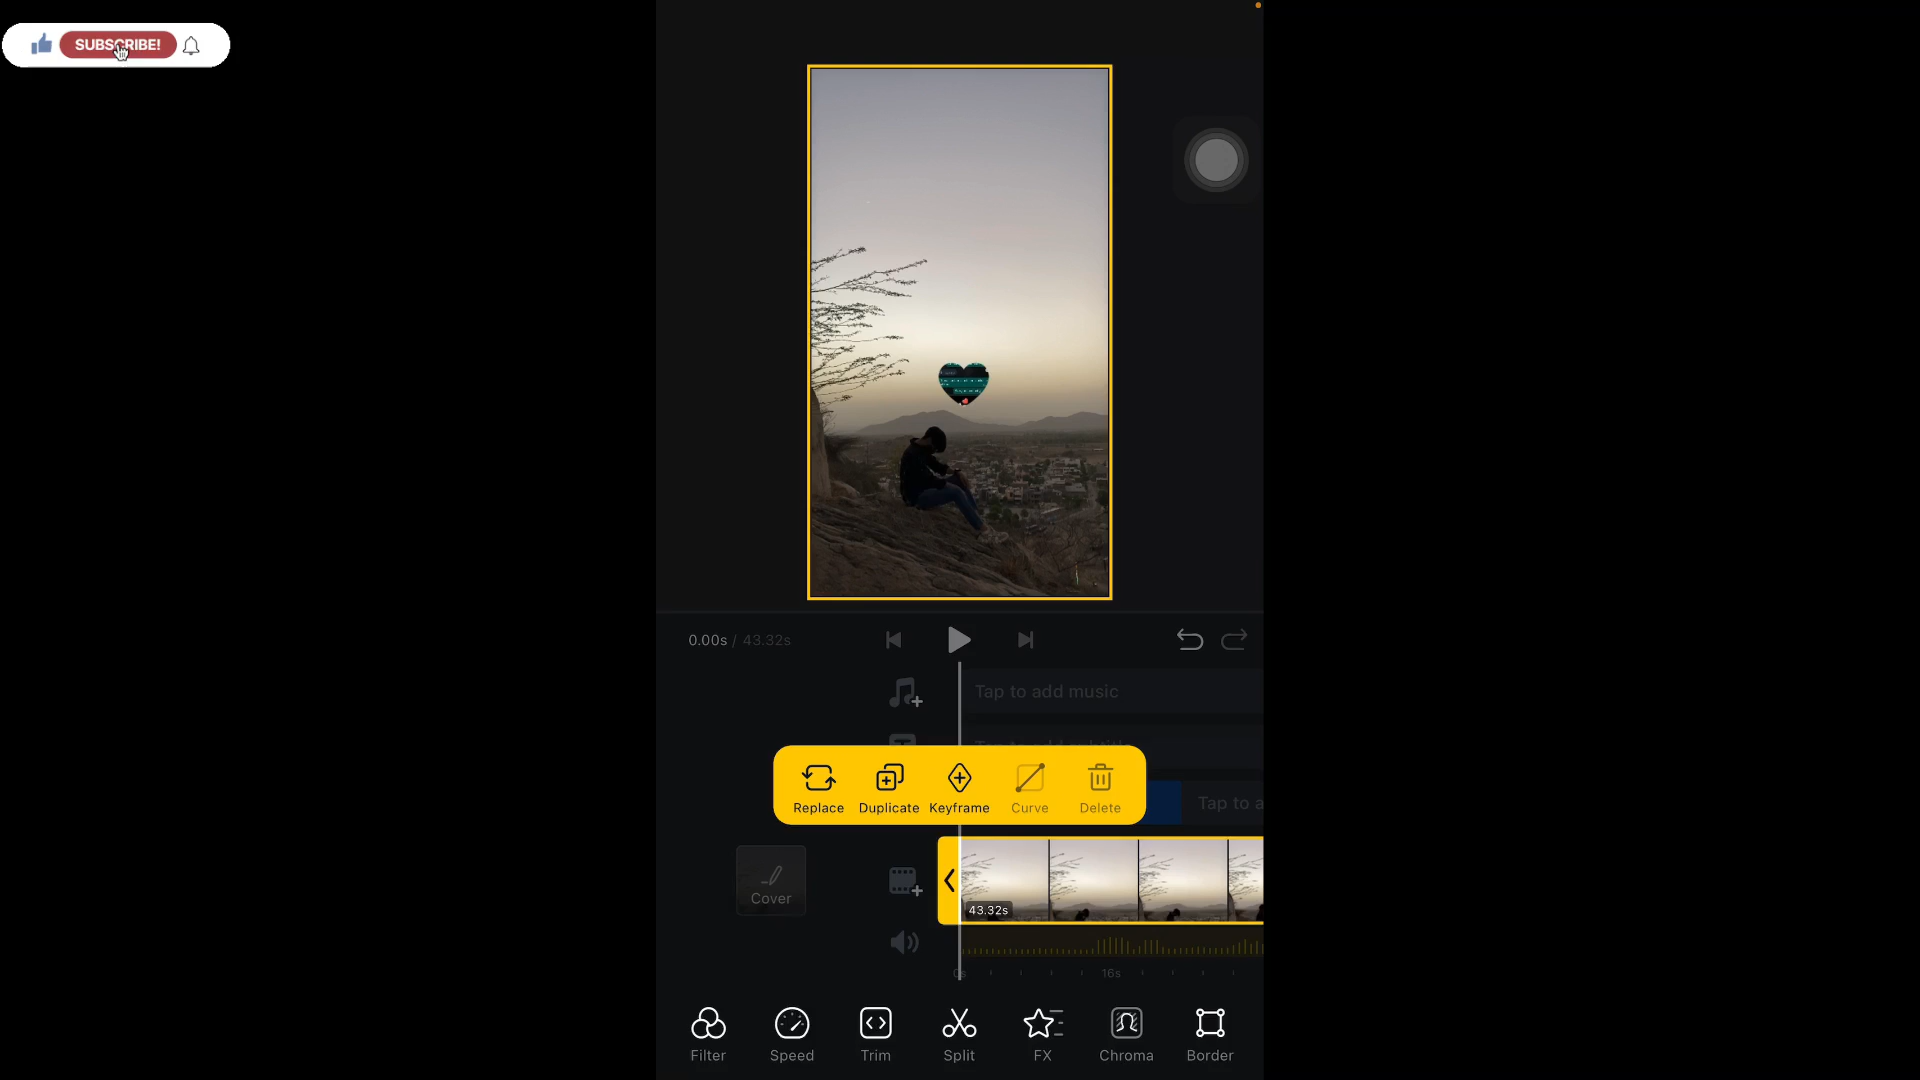 SUBSCRIBE!
0.00s / 43.32s
Tap to add music
Replace Duplicate Keyframe Curve Delete
Tap to a
Cover
43.32s
0s 16s
Filter Speed Trim Split FX Chroma Border